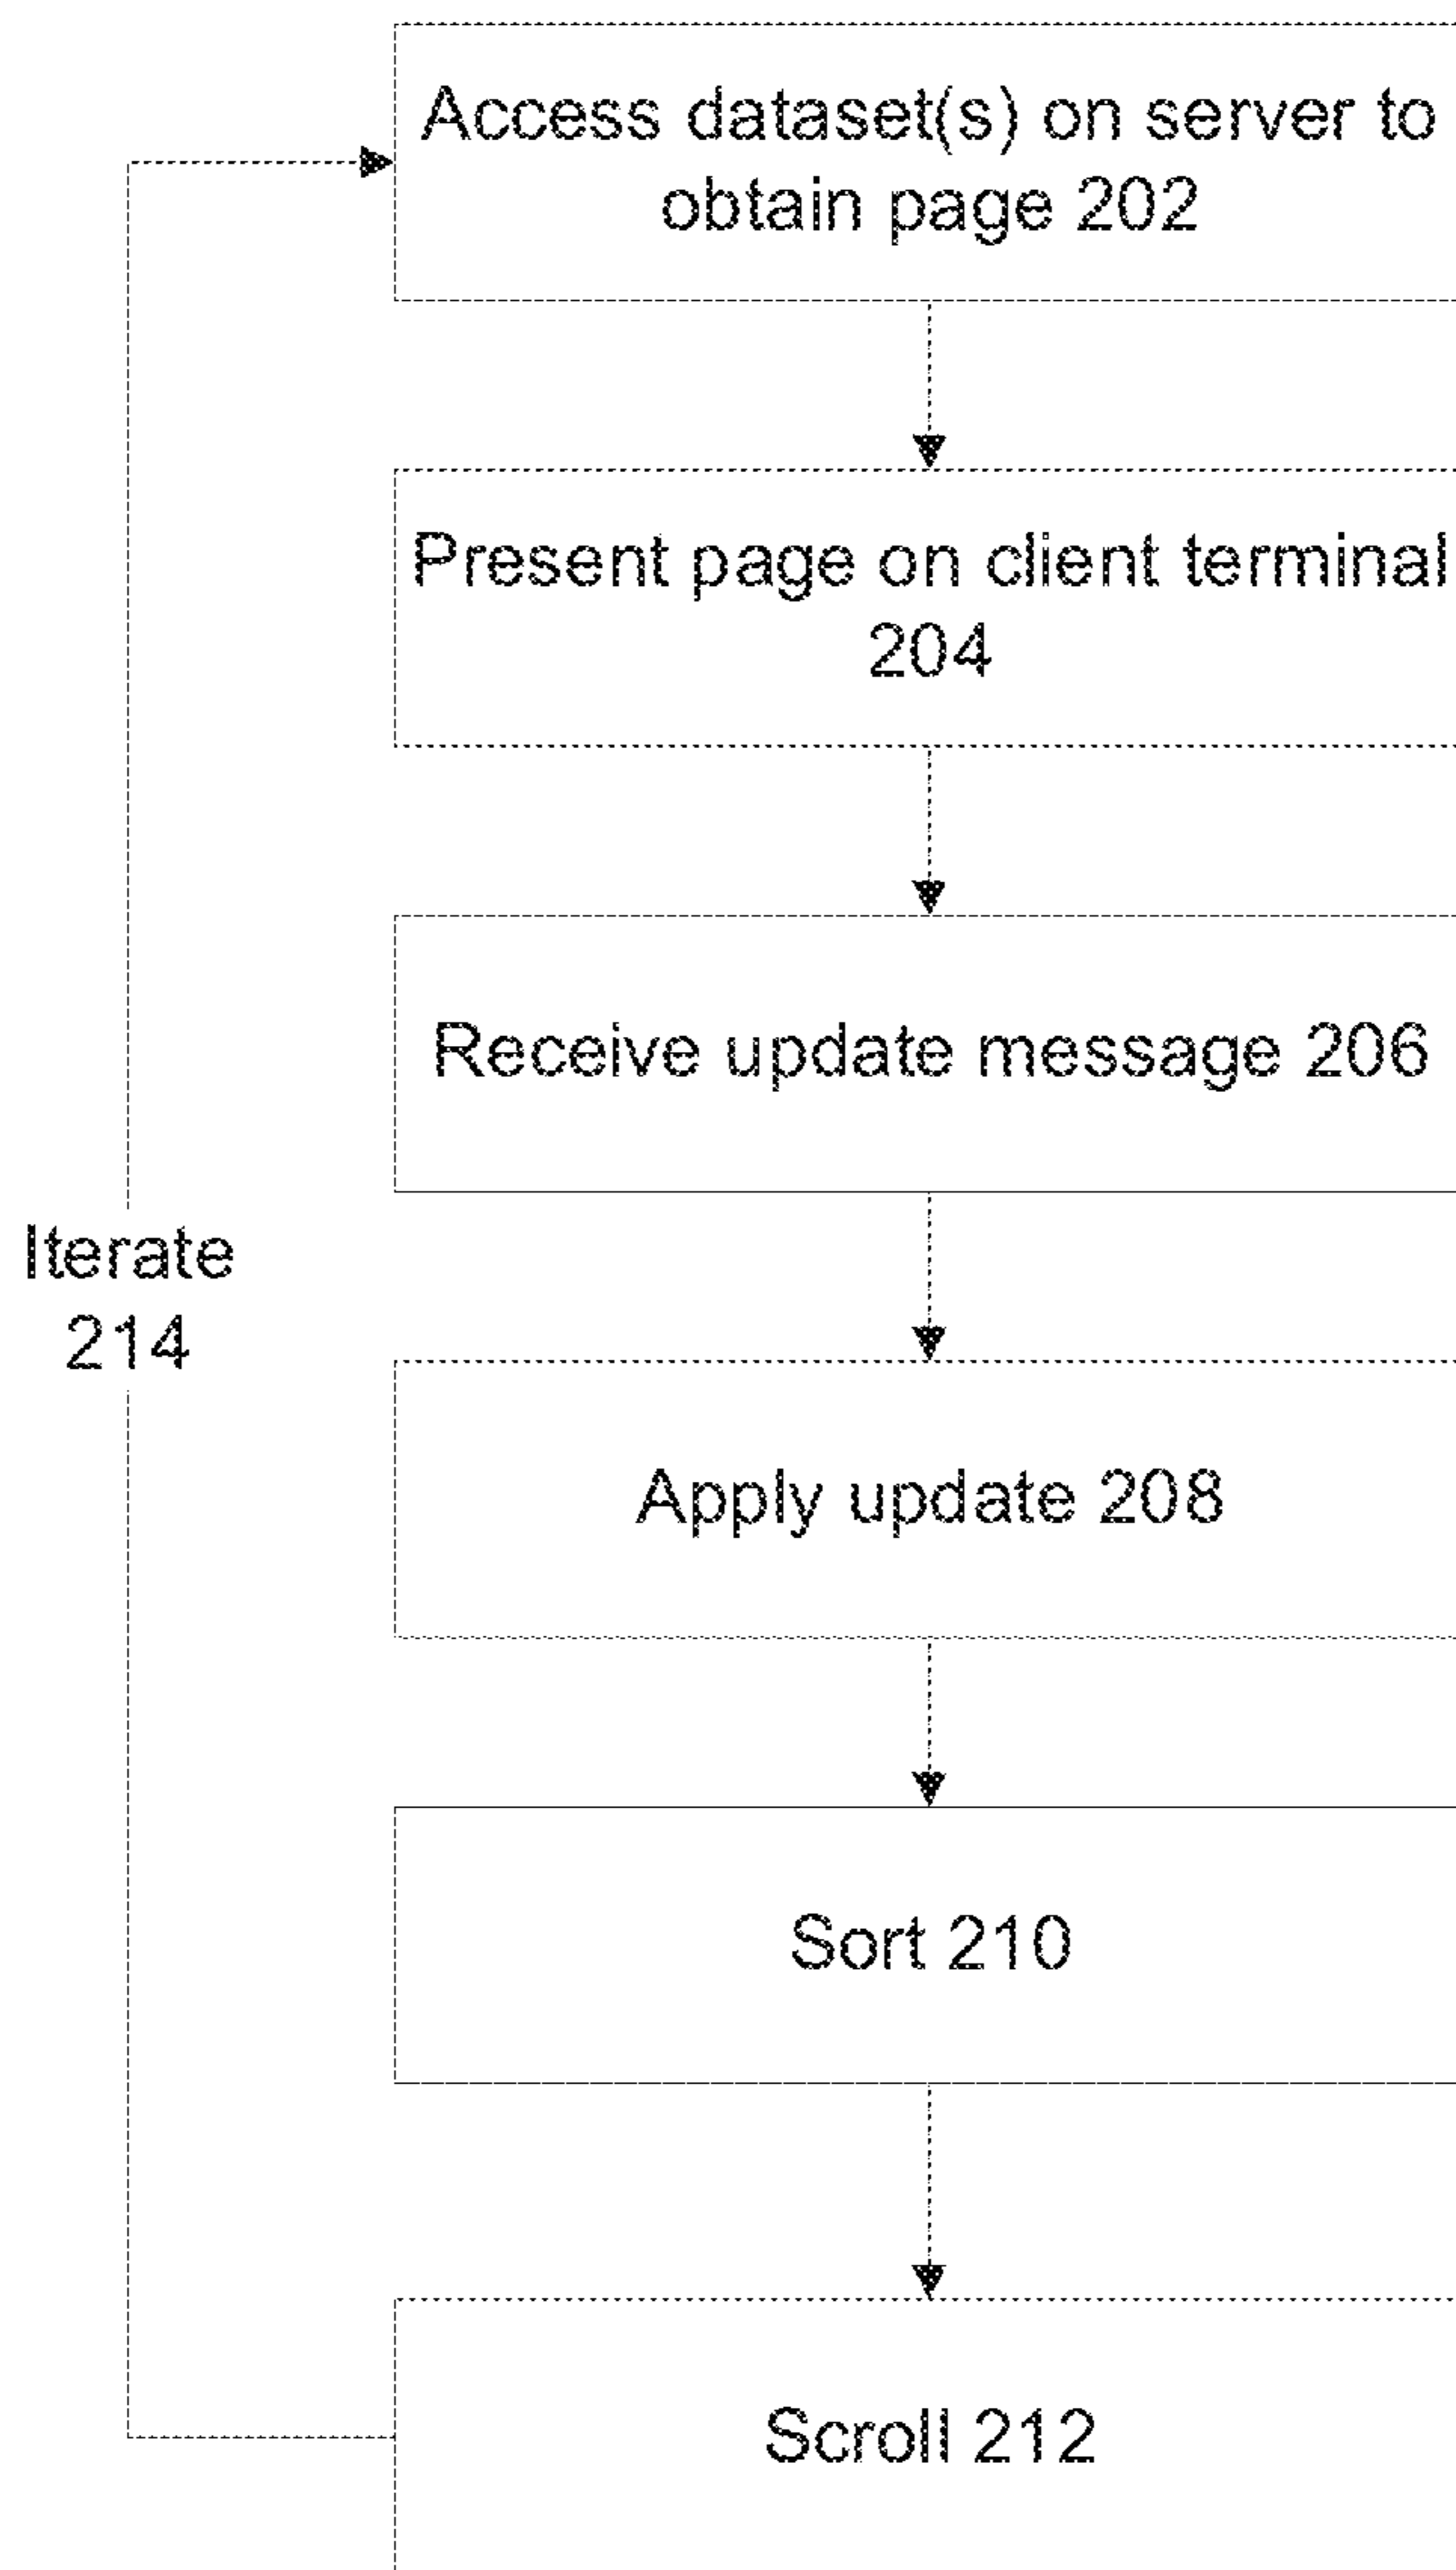 Access dataset(s) on server to
obtain page 202
Present page on client terminal
204
Receive update message 206
Iterate
214
Apply update 208
Sort 210
Scroll 212